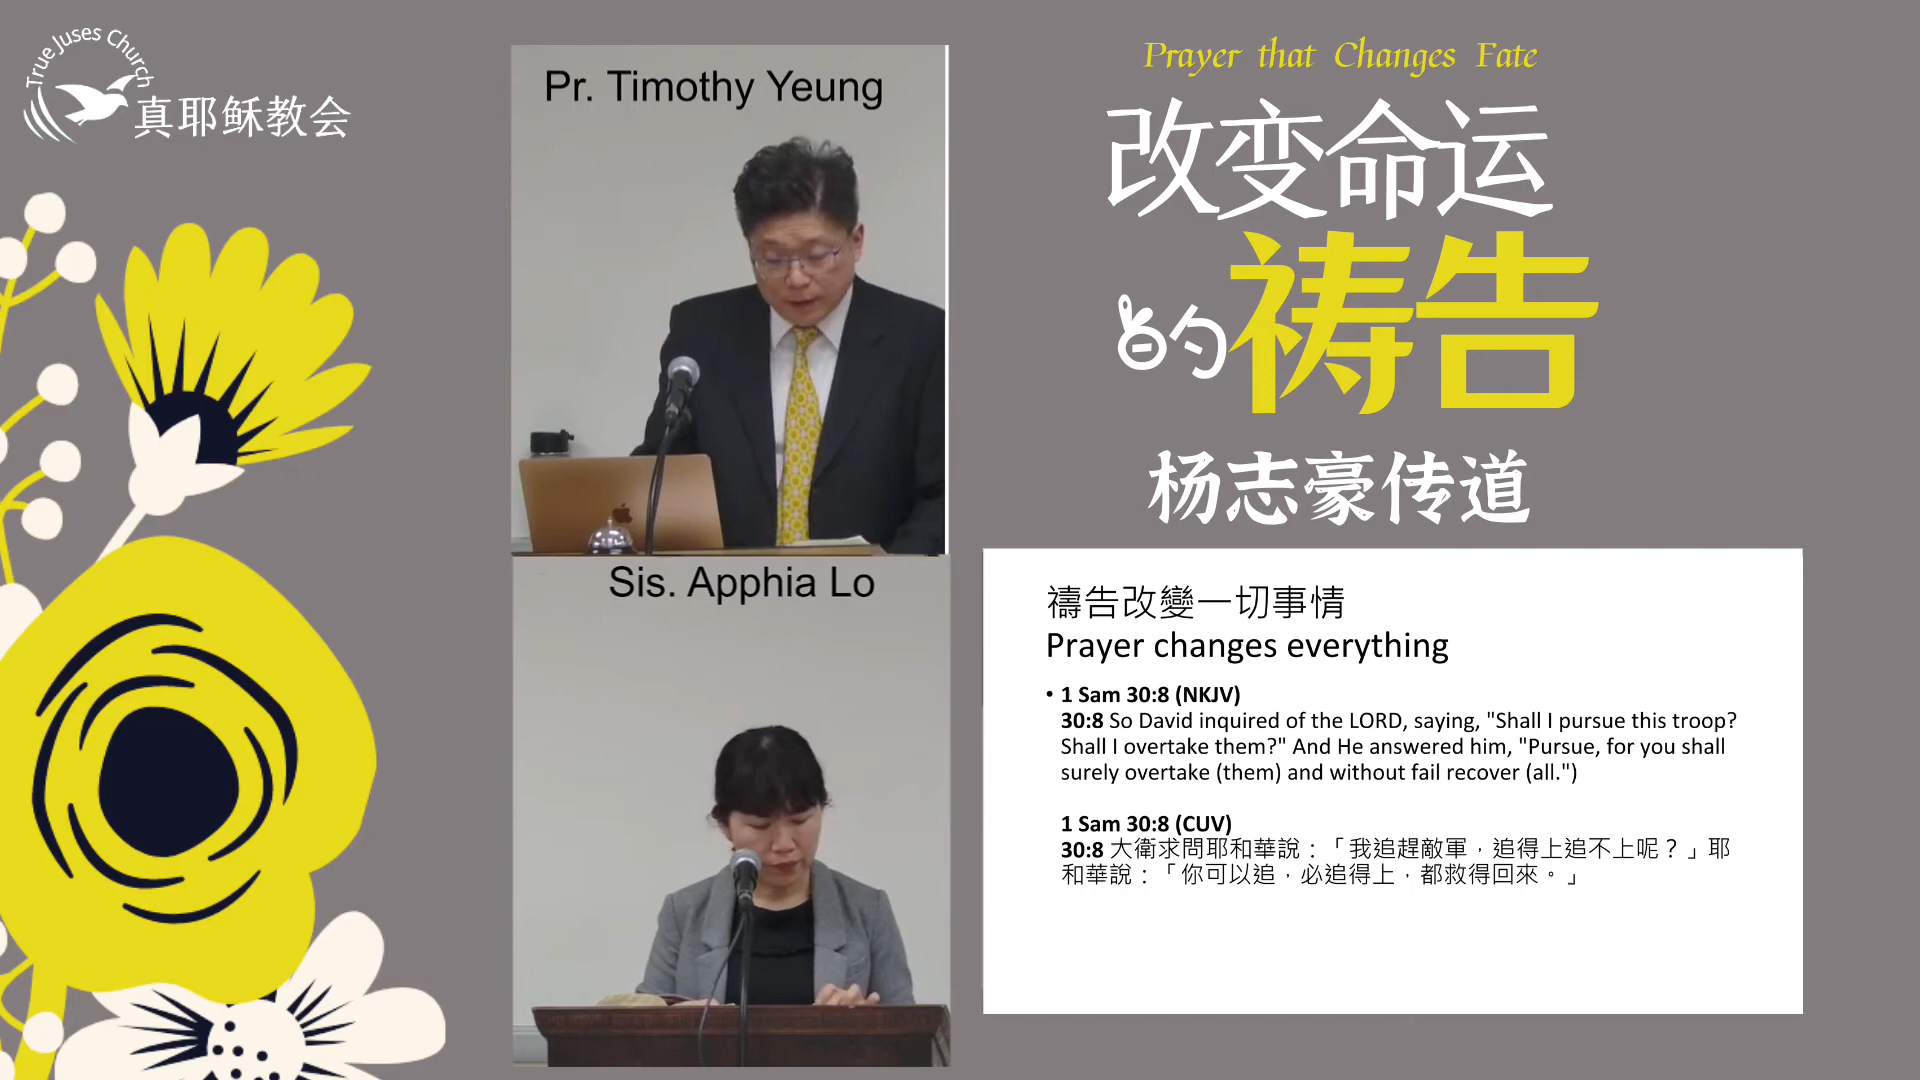 True Juses Church
真耶稣教会
Pr. Timothy Yeung
Sis. Apphia Lo
Prayer that Changes Fate
改变命运
的祷告
杨志豪传道
禱告改變一切事情
Prayer changes everything
• 1 Sam 30:8 (NKJV)
30:8 So David inquired of the LORD, saying, "Shall I pursue this troop?
Shall I overtake them?" And He answered him, "Pursue, for you shall
surely overtake (them) and without fail recover (all.")
1 Sam 30:8 (CUV)
30:8 大衛求問耶和華說：「我追趕敵軍，追得上追不上呢？」耶
和華說：「你可以追，必追得上，都救得回來。」